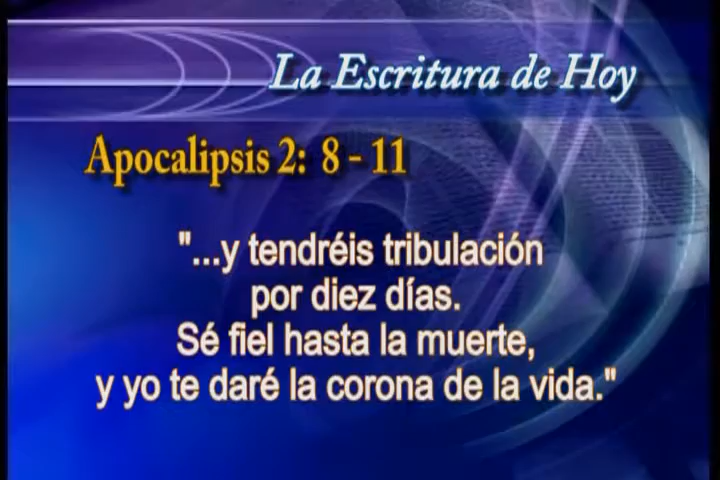 La Escritura de Hoy
Apocalipsis 2: 8 - 11
"...y tendréis tribulación
por diez días.
Sé fiel hasta la muerte,
y yo te daré la corona de la vida."